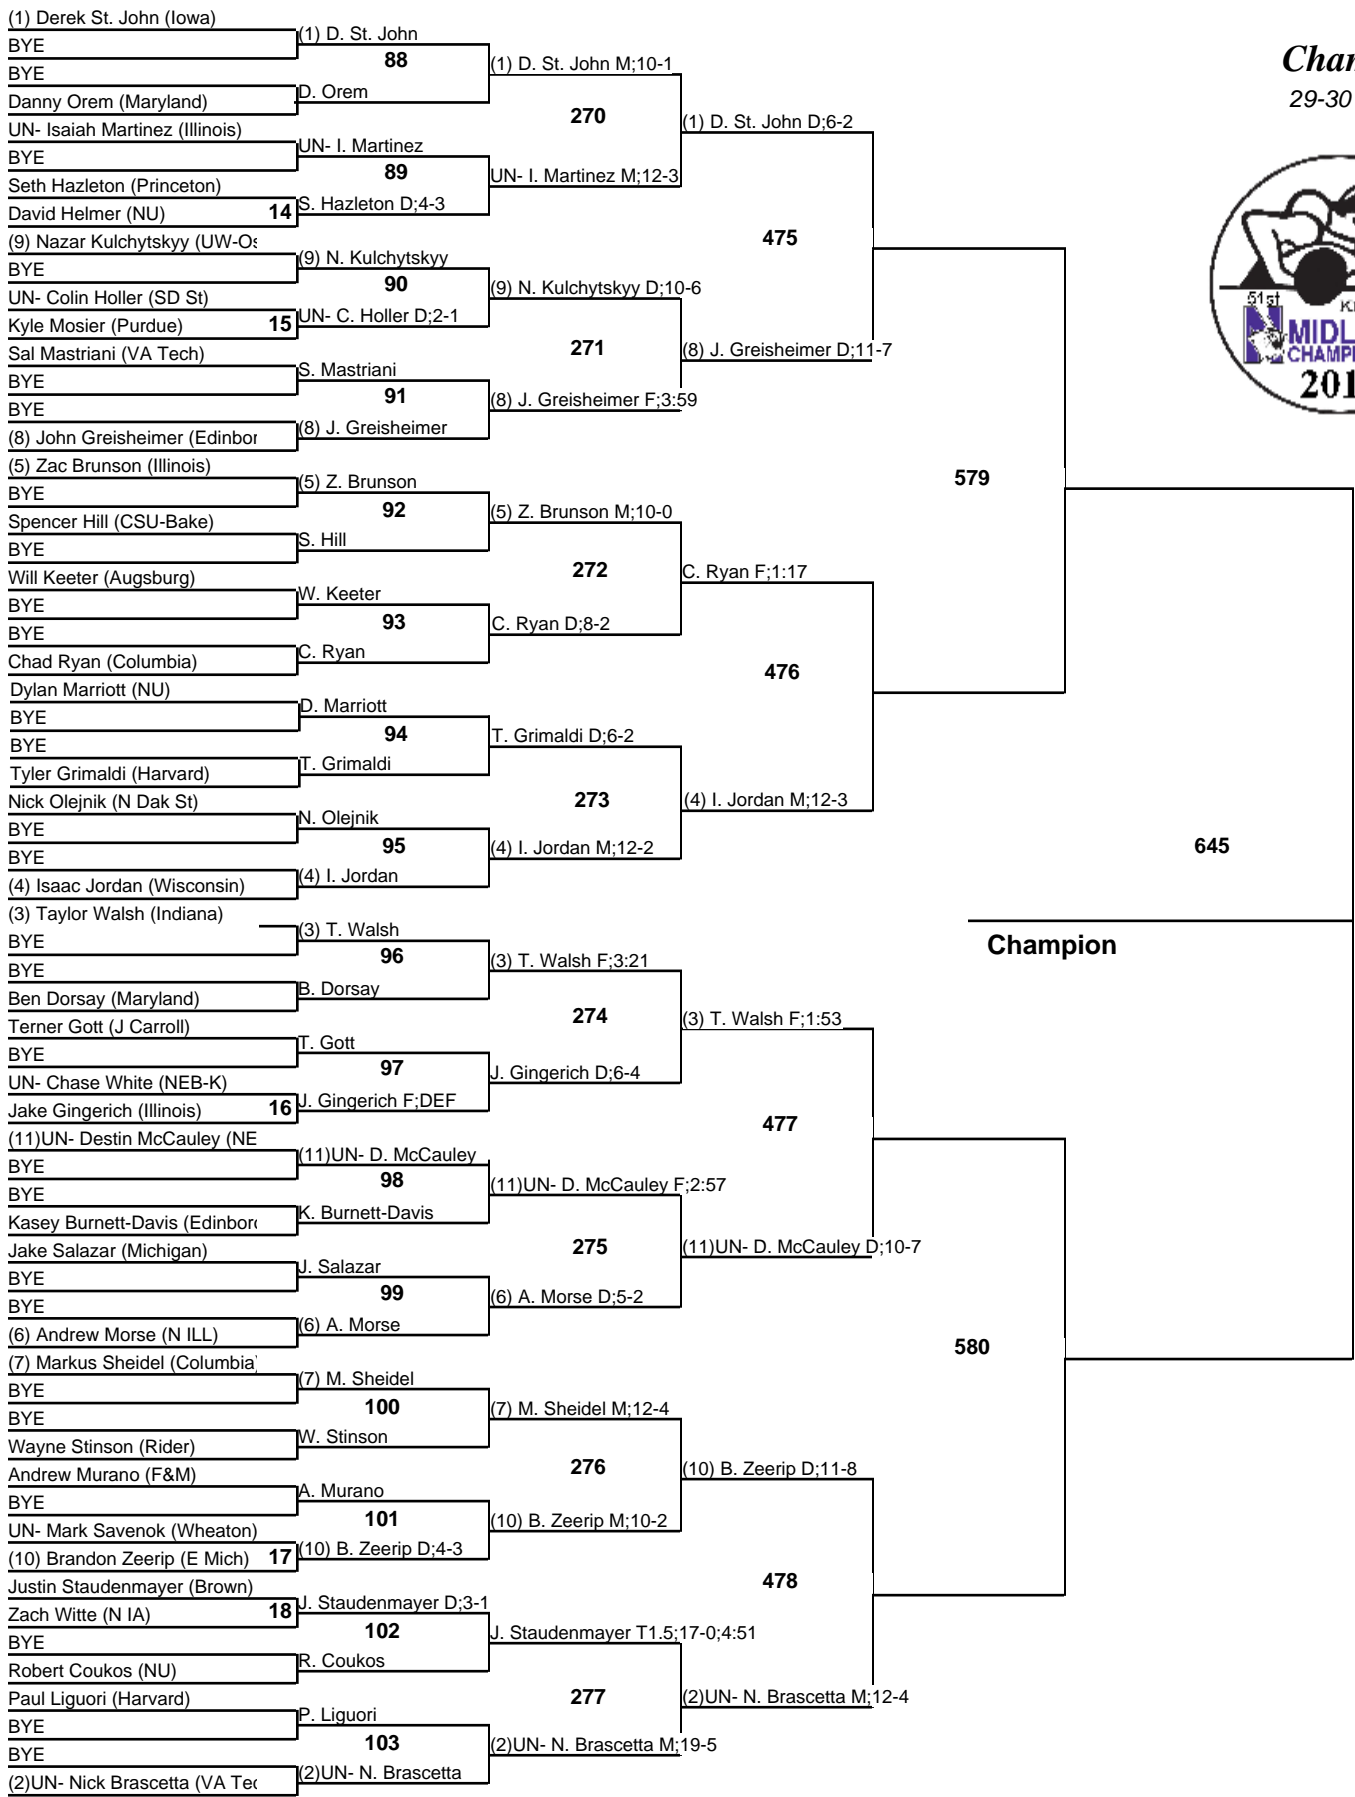 (1) Derek St. John (Iowa)
BYE
BYE
Danny Orem (Maryland)
UN- Isaiah Martinez (Illinois)
BYE
Seth Hazleton (Princeton)
David Helmer (NU) 14
(9) Nazar Kulchytskyy (UW-Os
BYE
UN- Colin Holler (SD St)
Kyle Mosier (Purdue) 15
Sal Mastriani (VA Tech)
BYE
BYE
(8) John Greisheimer (Edinbor
(5) Zac Brunson (Illinois)
BYE
Spencer Hill (CSU-Bake)
BYE
Will Keeter (Augsburg)
BYE
BYE
Chad Ryan (Columbia)
Dylan Marriott (NU)
BYE
BYE
Tyler Grimaldi (Harvard)
Nick Olejnik (N Dak St)
BYE
BYE
(4) Isaac Jordan (Wisconsin)
(3) Taylor Walsh (Indiana)
BYE
BYE
Ben Dorsay (Maryland)
Terner Gott (J Carroll)
BYE
UN- Chase White (NEB-K)
Jake Gingerich (Illinois) 16
(11)UN- Destin McCauley (NE
BYE
BYE
Kasey Burnett-Davis (Edinboro
Jake Salazar (Michigan)
BYE
BYE
(6) Andrew Morse (N ILL)
(7) Markus Sheidel (Columbia)
BYE
BYE
Wayne Stinson (Rider)
Andrew Murano (F&M)
BYE
UN- Mark Savenok (Wheaton)
(10) Brandon Zeerip (E Mich) 17
Justin Staudenmayer (Brown)
Zach Witte (N IA) 18
BYE
Robert Coukos (NU)
Paul Liguori (Harvard)
BYE
BYE
(2)UN- Nick Brascetta (VA Tec
(1) D. St. John
88
D. Orem
UN- I. Martinez
89
S. Hazleton D;4-3
(9) N. Kulchytskyy
90
UN- C. Holler D;2-1
S. Mastriani
91
(8) J. Greisheimer
(5) Z. Brunson
92
S. Hill
W. Keeter
93
C. Ryan
D. Marriott
94
T. Grimaldi
N. Olejnik
95
(4) I. Jordan
(3) T. Walsh
96
B. Dorsay
T. Gott
97
J. Gingerich F;DEF
(11)UN- D. McCauley
98
K. Burnett-Davis
J. Salazar
99
(6) A. Morse
(7) M. Sheidel
100
W. Stinson
A. Murano
101
(10) B. Zeerip D;4-3
J. Staudenmayer D;3-1
102
R. Coukos
P. Liguori
103
(2)UN- N. Brascetta
(1) D. St. John M;10-1
270
UN- I. Martinez M;12-3
(9) N. Kulchytskyy D;10-6
271
(8) J. Greisheimer F;3:59
(5) Z. Brunson M;10-0
272
C. Ryan D;8-2
T. Grimaldi D;6-2
273
(4) I. Jordan M;12-2
(3) T. Walsh F;3:21
274
J. Gingerich D;6-4
(11)UN- D. McCauley F;2:57
275
(6) A. Morse D;5-2
(7) M. Sheidel M;12-4
276
(10) B. Zeerip M;10-2
J. Staudenmayer T1.5;17-0;4:51
277
(2)UN- N. Brascetta M;19-5
(1) D. St. John D;6-2
475
(8) J. Greisheimer D;11-7
C. Ryan F;1:17
476
(4) I. Jordan M;12-3
(3) T. Walsh F;1:53
477
(11)UN- D. McCauley D;10-7
(10) B. Zeerip D;11-8
478
(2)UN- N. Brascetta M;12-4
579
580
645
Champion
Cham
29-30
51st
MIDL
CHAMPI
201